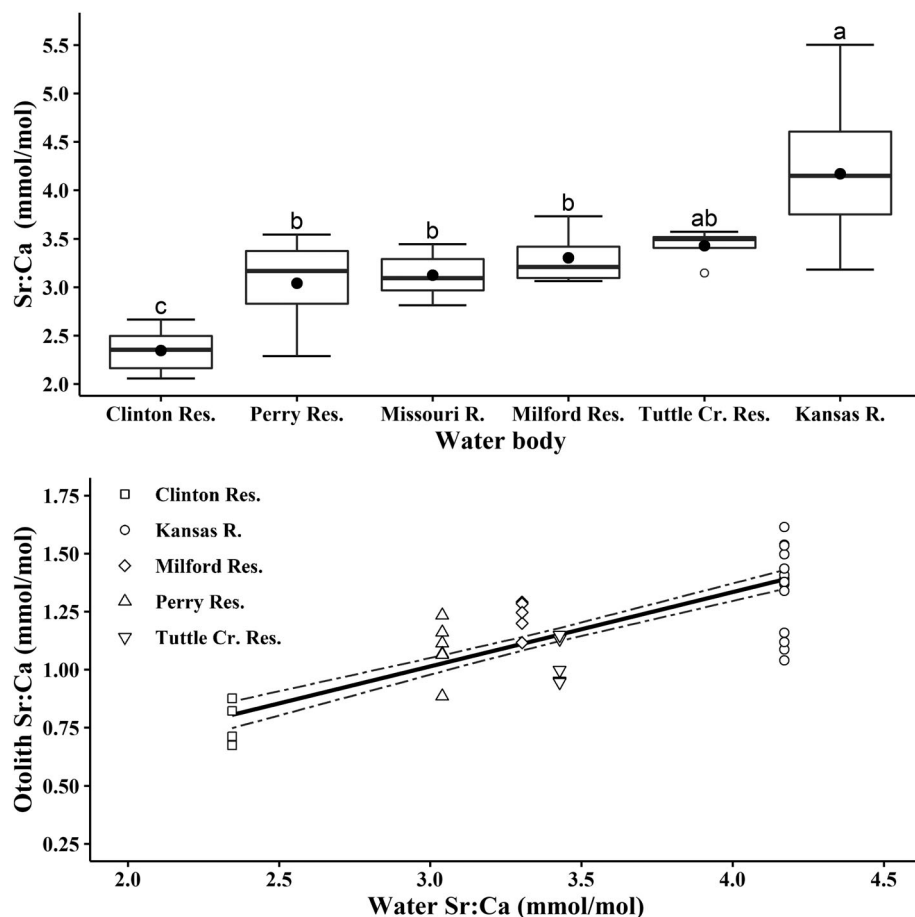 5.5
5.0
4.5
4.0
3.5
3.0
2.5
2.0
Sr:Ca (mmol/mol)
c
b
b
b
ab
a
Clinton Res.
Perry Res.
Missouri R.
Milford Res.
Tuttle Cr. Res.
Kansas R.
Water body
1.75
1.50
1.25
1.00
0.75
0.50
0.25
Otolith Sr:Ca (mmol/mol)
Clinton Res.
Kansas R.
Milford Res.
Perry Res.
Tuttle Cr. Res.
2.0
2.5
3.0
3.5
4.0
4.5
Water Sr:Ca (mmol/mol)